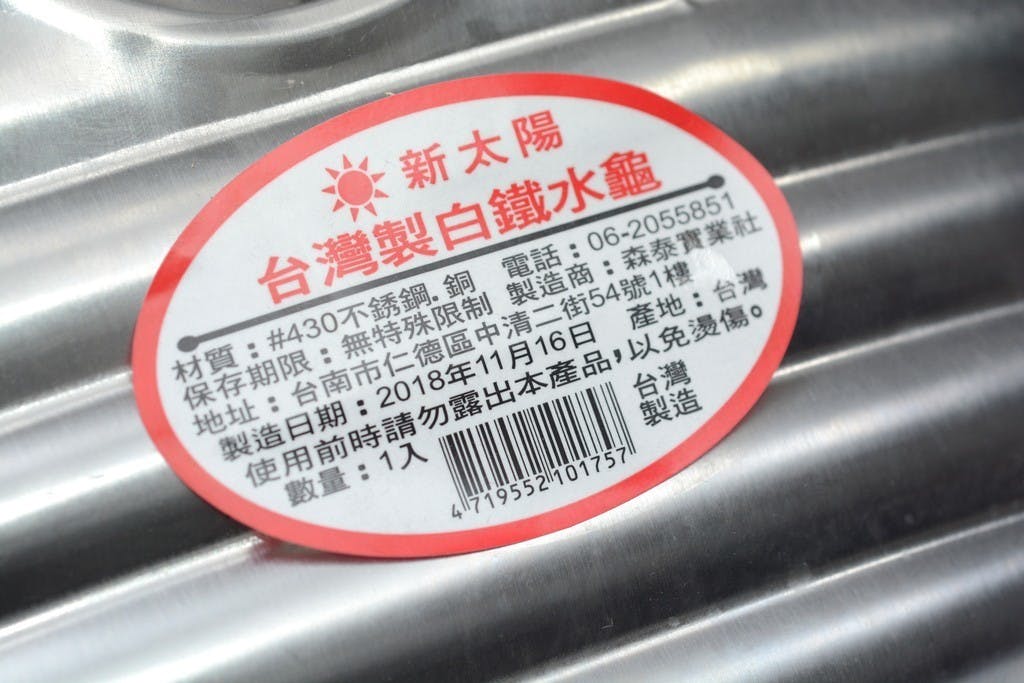 新太陽
台灣製白鐵水龜
材質：#430不銹鋼.銅 電話：06-2055851
保存期限：無特殊限制 製造商：森泰實業社
地址：台南市仁德區中清二街54號1樓
製造日期：2018年11月16日 產地：台灣
使用前時請勿露出本產品，以免燙傷。
數量：1入
台灣
製造
4719552101757